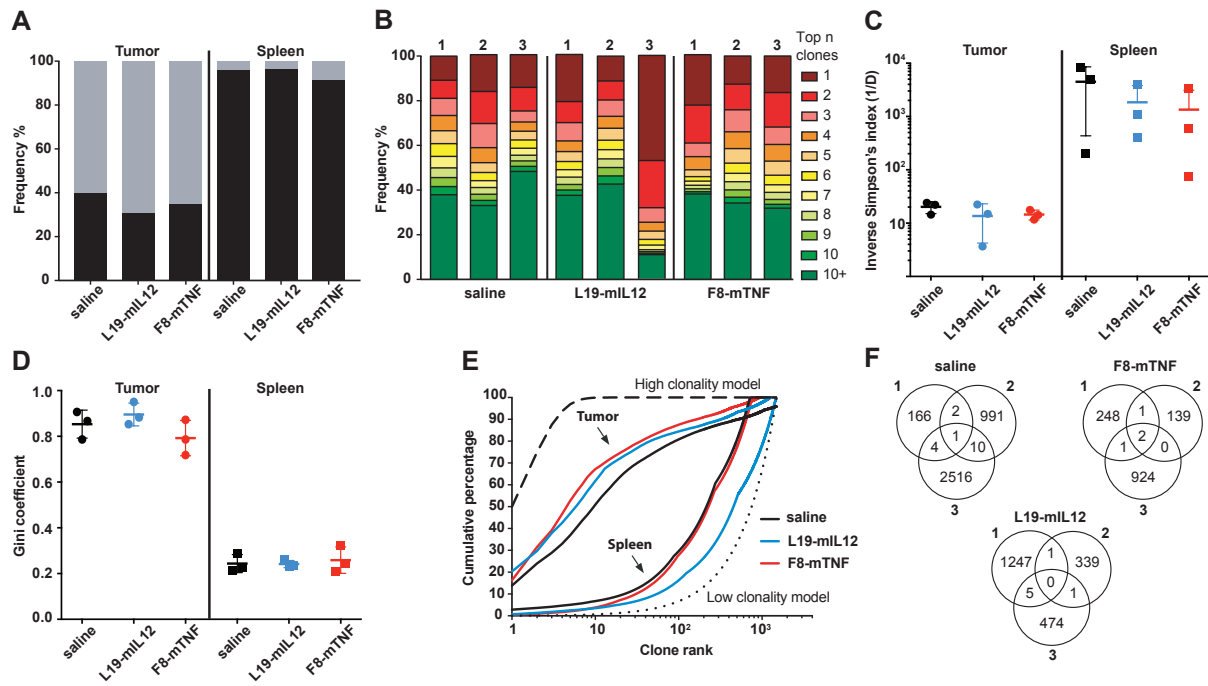 A
Tumor
Spleen
Frequency %
100
80
60
40
20
0
saline
L19-mIL12
F8-mTNF
saline
L19-mIL12
F8-mTNF
B
1 2 3 1 2 3 1 2 3
Frequency %
100
80
60
40
20
0
saline
L19-mIL12
F8-mTNF
Top n
clones
1
2
3
4
5
6
7
8
9
10
10+
C
Tumor
Spleen
Inverse Simpson's index (1/D)
10⁴
10³
10²
10
saline
L19-mIL12
F8-mTNF
saline
L19-mIL12
F8-mTNF
D
Tumor
Spleen
Gini coefficient
1.0
0.8
0.6
0.4
0.2
0.0
saline
L19-mIL12
F8-mTNF
saline
L19-mIL12
F8-mTNF
E
High clonality model
Tumor
Cumulative percentage
100
90
80
70
60
50
40
30
20
10
0
saline
L19-mIL12
F8-mTNF
Spleen
Low clonality model
1 10 10² 10³
Clone rank
F
saline
1 2
166 2 991
1
4 10
2516
3
F8-mTNF
1 2
248 1 139
2
1 0
924
3
L19-mIL12
1 2
1247 1 339
0
5 1
474
3